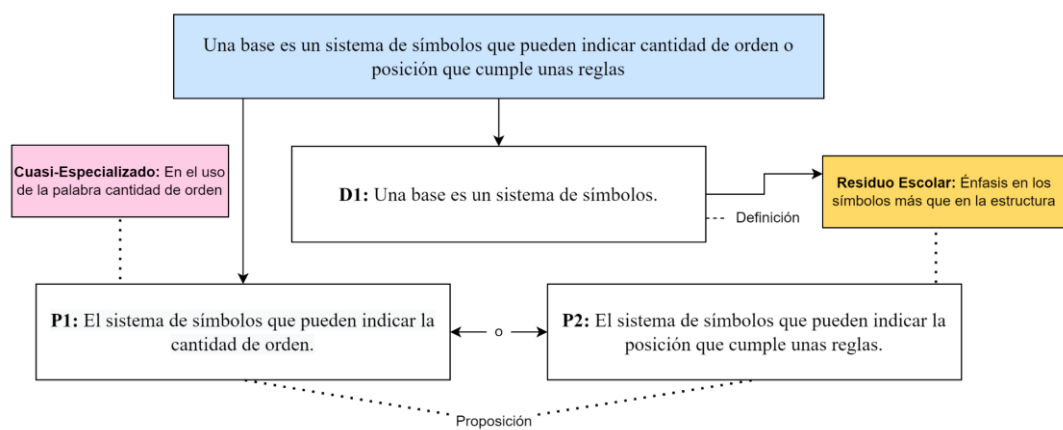 Una base es un sistema de símbolos que pueden indicar cantidad de orden o
posición que cumple unas reglas
Cuasi-Especializado: En el uso
de la palabra cantidad de orden
D1: Una base es un sistema de símbolos.
Residuo Escolar: Énfasis en los
símbolos más que en la estructura
Definición
P1: El sistema de símbolos que pueden indicar la
cantidad de orden.
o
P2: El sistema de símbolos que pueden indicar la
posición que cumple unas reglas.
Proposición